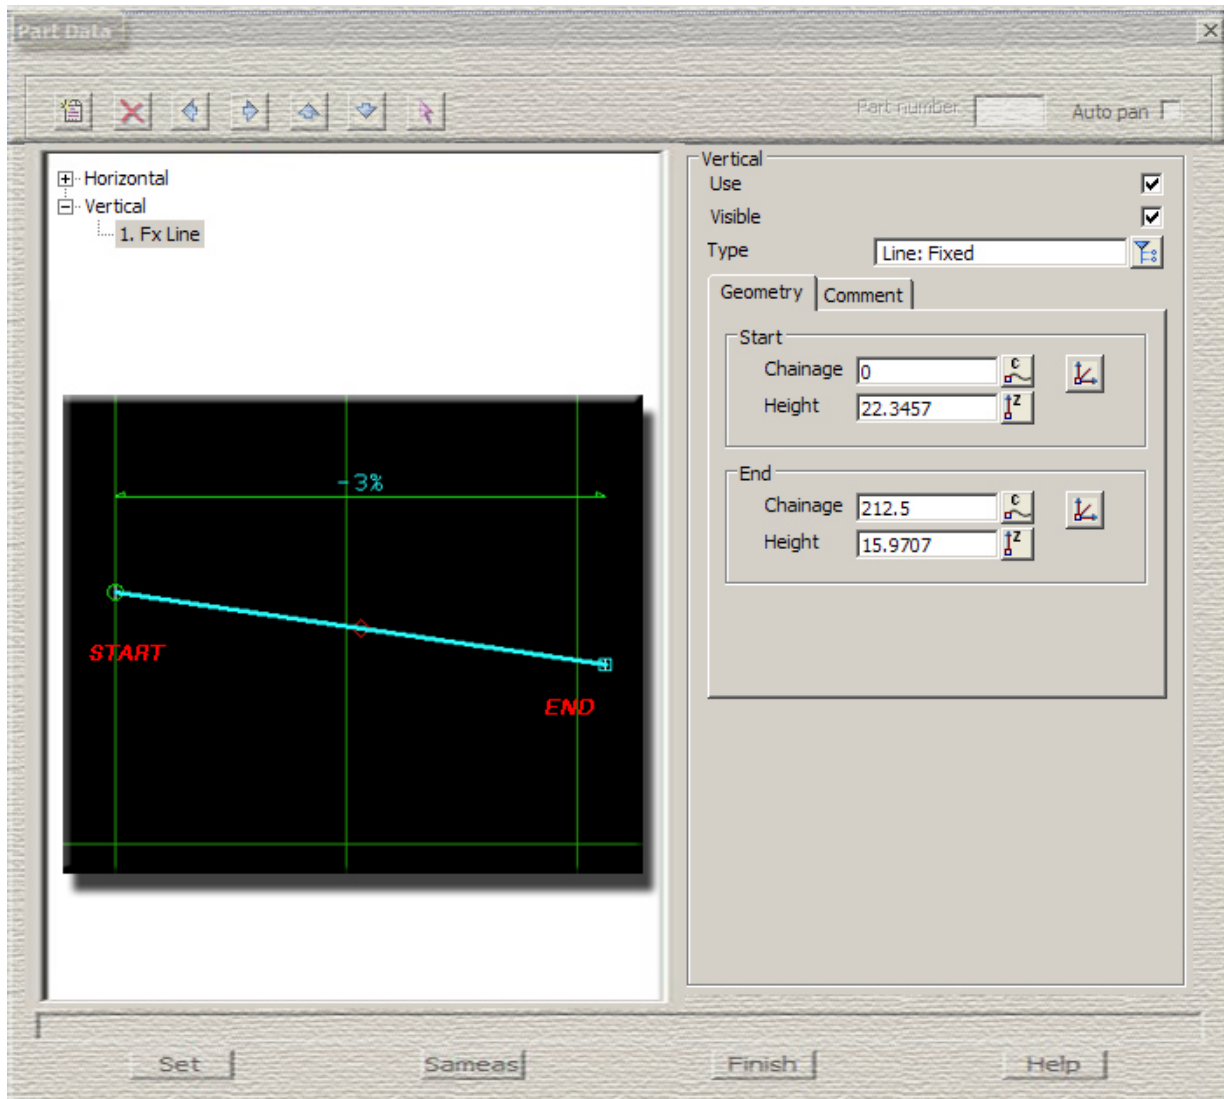 Part Data
Part number
Auto pan
Horizontal
Vertical
1. Fx Line
-3%
START
END
Vertical
Use
Visible
Type
Line: Fixed
Geometry
Comment
Start
Chainage
0
C
Height
22.3457
Z
End
Chainage
212.5
C
Height
15.9707
Z
Set
Sameas
Finish
Help